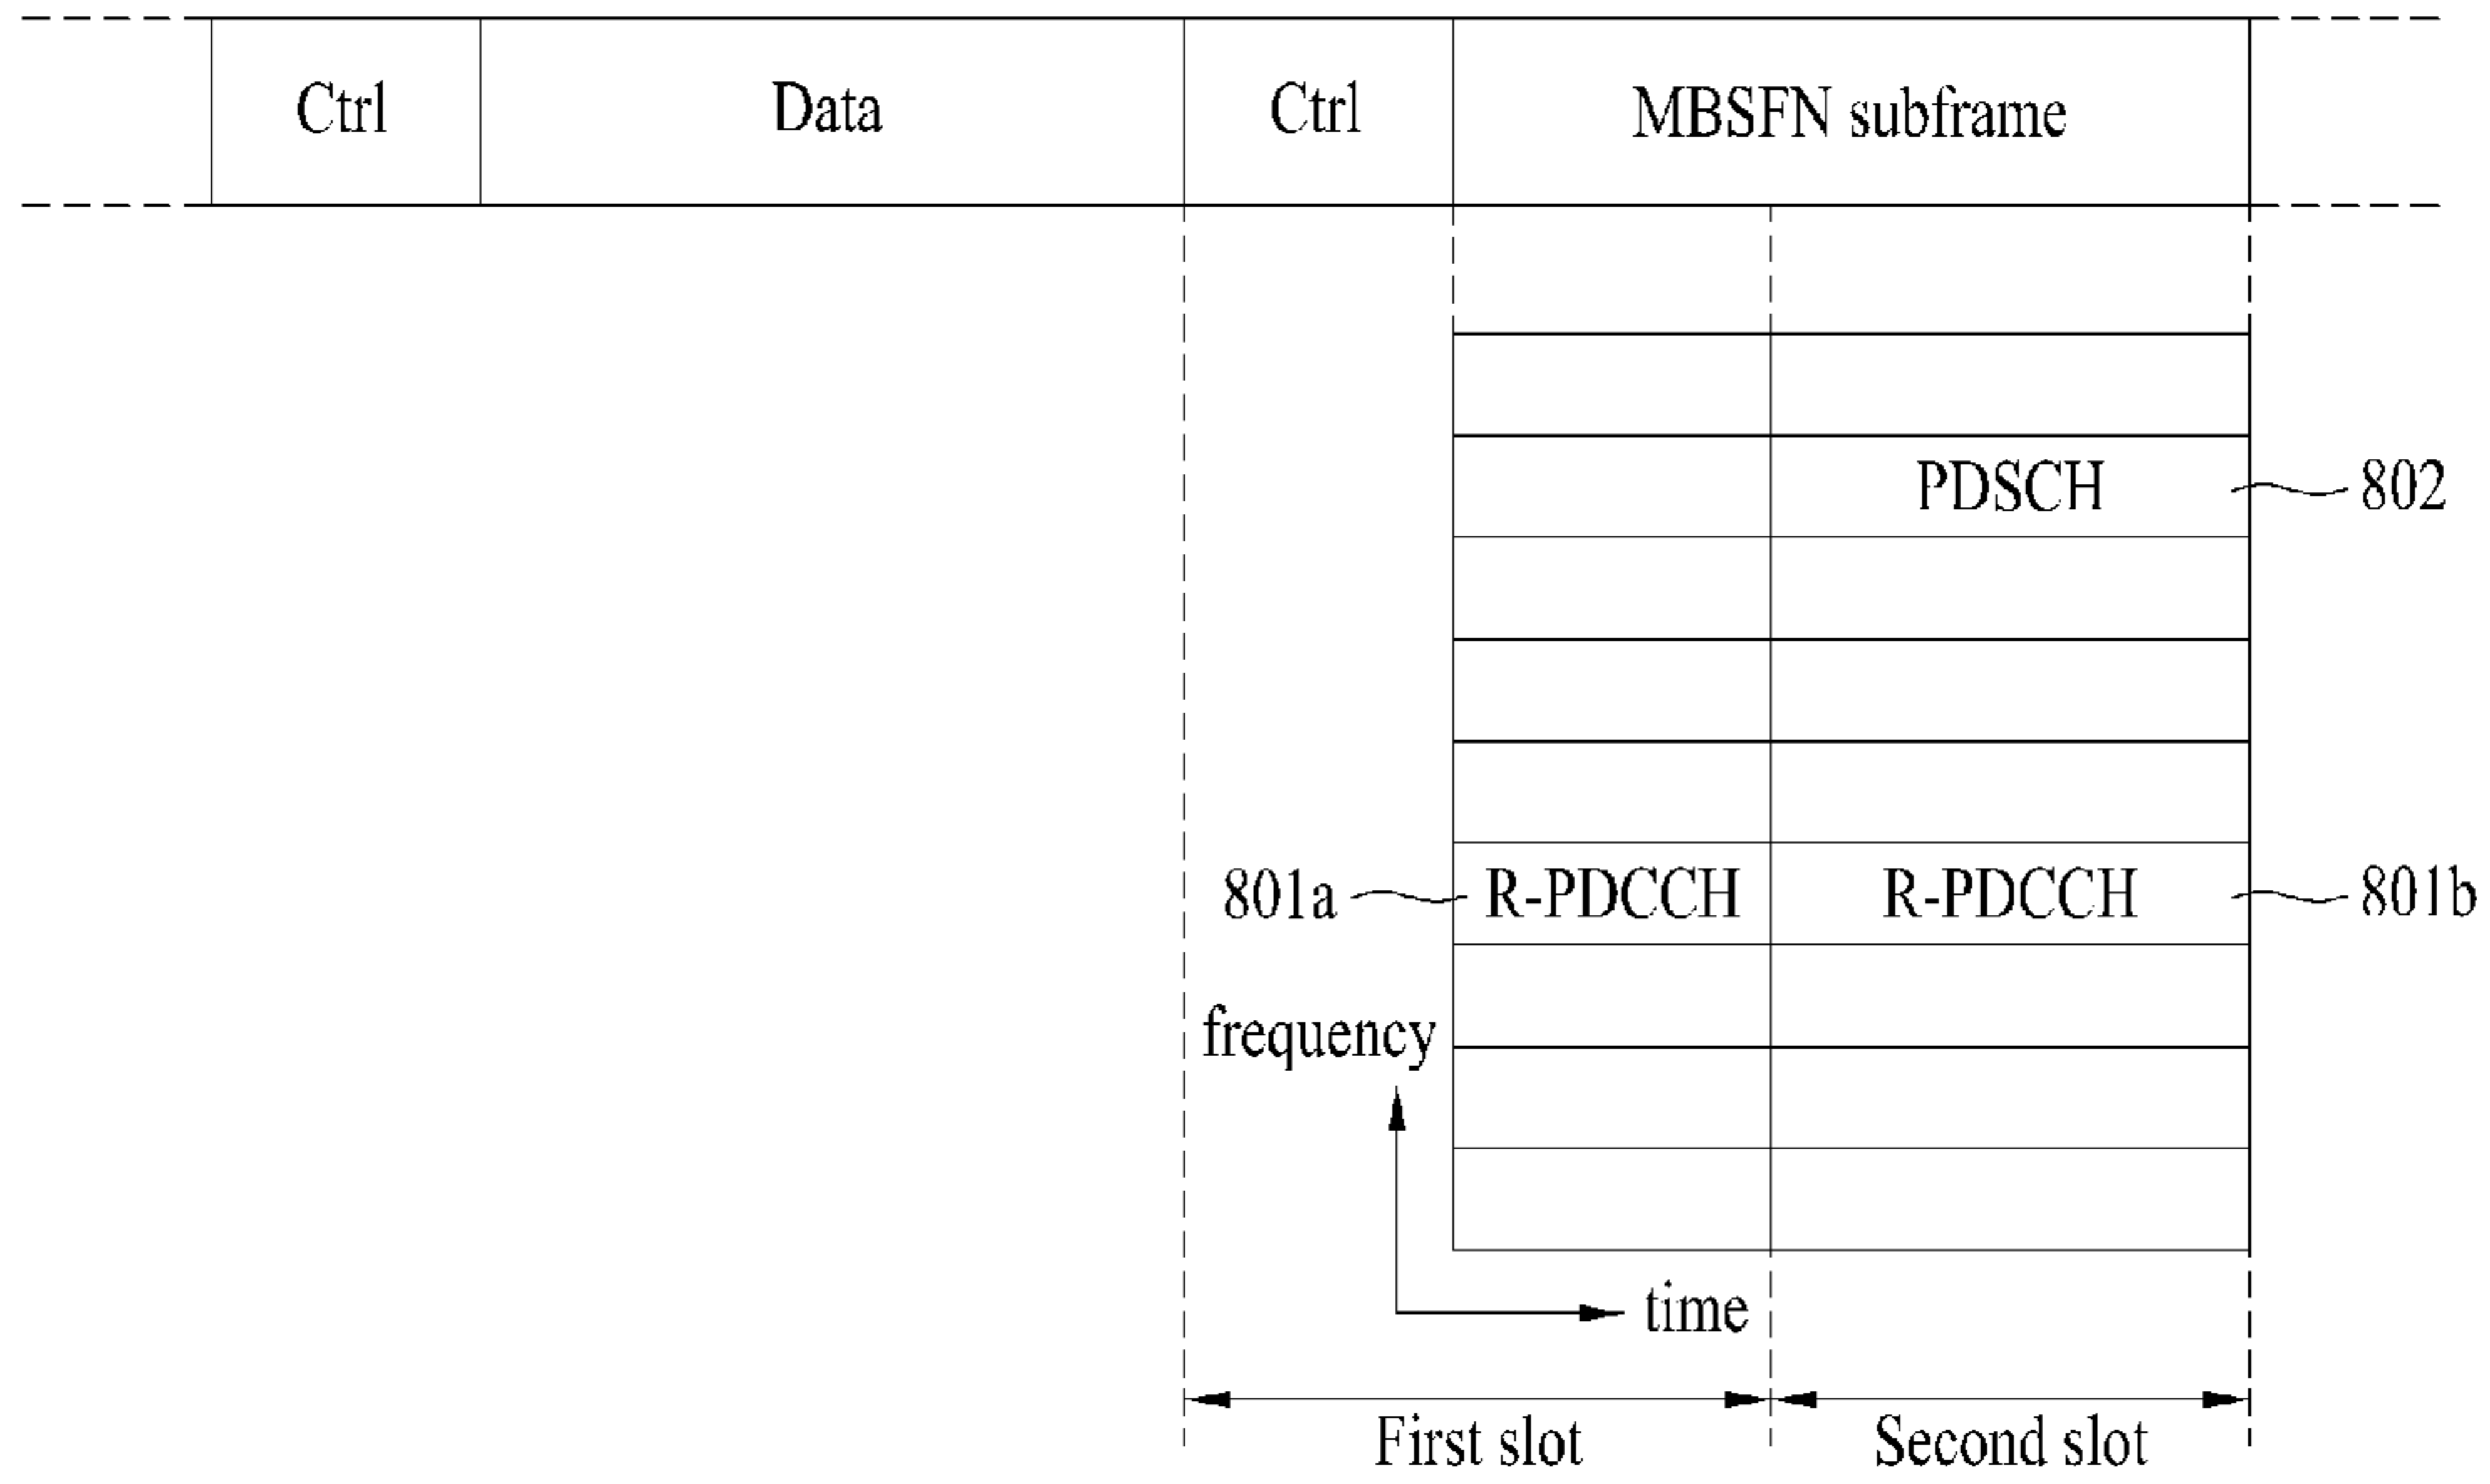 Ctrl Data Ctrl MBSFN subframe
PDSCH 802
801a R-PDCCH R-PDCCH 801b
frequency
time
First slot Second slot